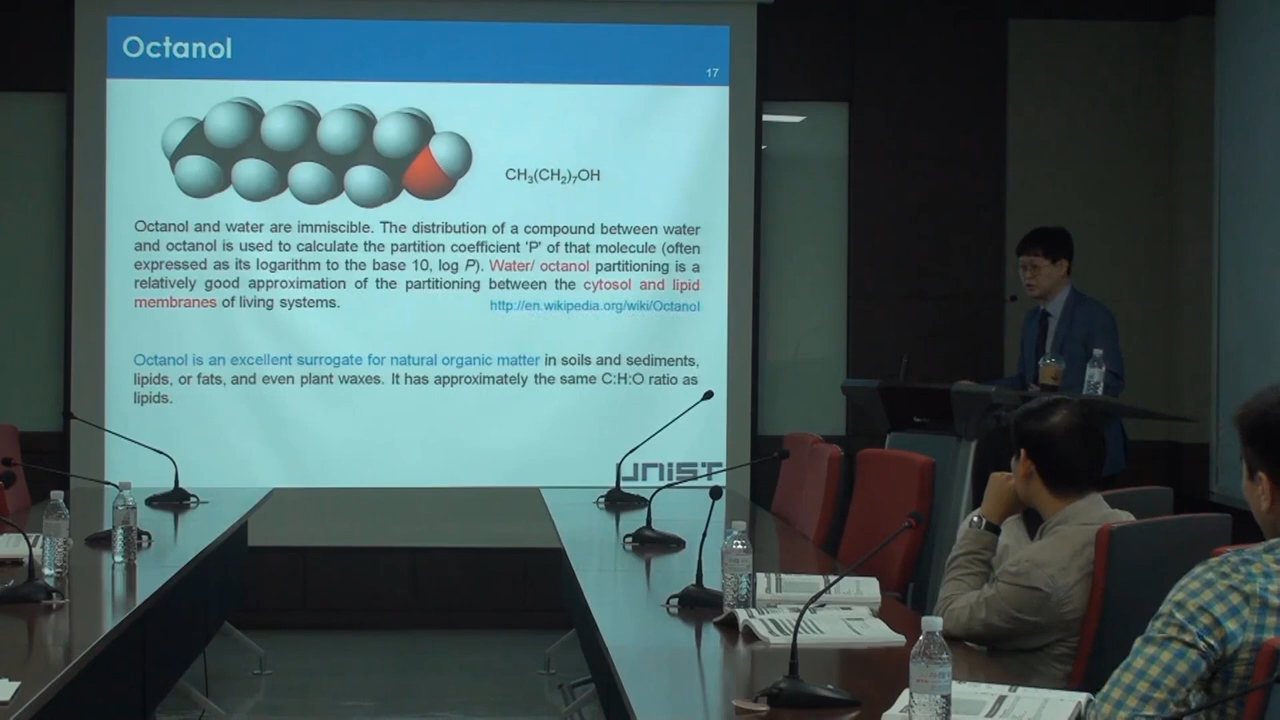 Octanol
17
CH₃(CH₂)₇OH
Octanol and water are immiscible. The distribution of a compound between water
and octanol is used to calculate the partition coefficient 'P' of that molecule (often
expressed as its logarithm to the base 10, log P). Water/ octanol partitioning is a
relatively good approximation of the partitioning between the cytosol and lipid
membranes of living systems.
http://en.wikipedia.org/wiki/Octanol
Octanol is an excellent surrogate for natural organic matter in soils and sediments,
lipids, or fats, and even plant waxes. It has approximately the same C:H:O ratio as
lipids.
UNIST